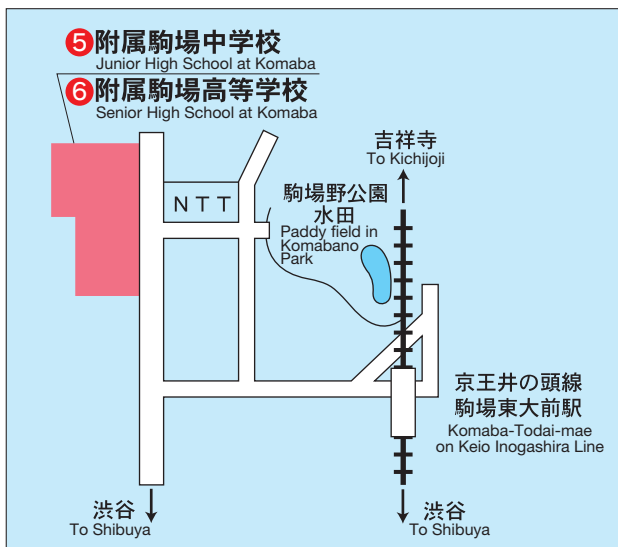 ⑤附属駒場中学校
Junior High School at Komaba
⑥附属駒場高等学校
Senior High School at Komaba
吉祥寺
To Kichijoji
NTT
駒場野公園
水田
Paddy field in
Komabano
Park
京王井の頭線
駒場東大前駅
Komaba-Todai-mae
on Keio Inogashira Line
渋谷
To Shibuya
渋谷
To Shibuya